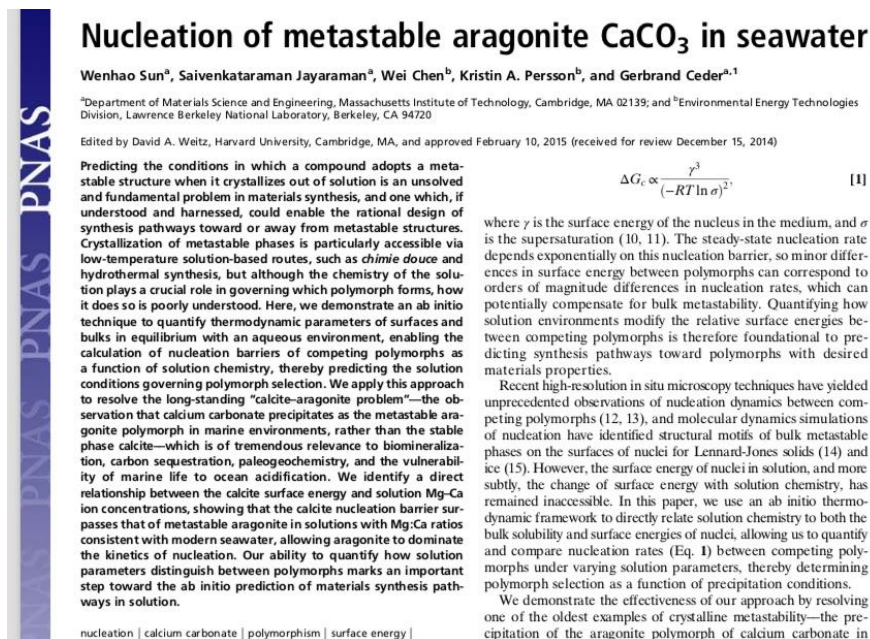 PNAS
PNAS
PNAS
PNAS
Nucleation of metastable aragonite CaCO₃ in seawater
Wenhao Sunᵃ, Saivenkataraman Jayaramanᵃ, Wei Chenᵇ, Kristin A. Perssonᵇ, and Gerbrand Cederᵃ,¹
ᵃDepartment of Materials Science and Engineering, Massachusetts Institute of Technology, Cambridge, MA 02139; and ᵇEnvironmental Energy Technologies
Division, Lawrence Berkeley National Laboratory, Berkeley, CA 94720
Edited by David A. Weitz, Harvard University, Cambridge, MA, and approved February 10, 2015 (received for review December 15, 2014)
Predicting the conditions in which a compound adopts a meta-
stable structure when it crystallizes out of solution is an unsolved
and fundamental problem in materials synthesis, and one which, if
understood and harnessed, could enable the rational design of
synthesis pathways toward or away from metastable structures.
Crystallization of metastable phases is particularly accessible via
low-temperature solution-based routes, such as chimie douce and
hydrothermal synthesis, but although the chemistry of the solu-
tion plays a crucial role in governing which polymorph forms, how
it does so is poorly understood. Here, we demonstrate an ab initio
technique to quantify thermodynamic parameters of surfaces and
bulks in equilibrium with an aqueous environment, enabling the
calculation of nucleation barriers of competing polymorphs as
a function of solution chemistry, thereby predicting the solution
conditions governing polymorph selection. We apply this approach
to resolve the long-standing “calcite–aragonite problem”—the ob-
servation that calcium carbonate precipitates as the metastable ara-
gonite polymorph in marine environments, rather than the stable
phase calcite—which is of tremendous relevance to biomineraliza-
tion, carbon sequestration, paleogeochemistry, and the vulnerabil-
ity of marine life to ocean acidification. We identify a direct
relationship between the calcite surface energy and solution Mg–Ca
ion concentrations, showing that the calcite nucleation barrier sur-
passes that of metastable aragonite in solutions with Mg:Ca ratios
consistent with modern seawater, allowing aragonite to dominate
the kinetics of nucleation. Our ability to quantify how solution
parameters distinguish between polymorphs marks an important
step toward the ab initio prediction of materials synthesis path-
ways in solution.
nucleation | calcium carbonate | polymorphism | surface energy |
ΔG_c ∝ γ³ / (−RT ln σ)², [1]
where γ is the surface energy of the nucleus in the medium, and σ
is the supersaturation (10, 11). The steady-state nucleation rate
depends exponentially on this nucleation barrier, so minor differ-
ences in surface energy between polymorphs can correspond to
orders of magnitude differences in nucleation rates, which can
potentially compensate for bulk metastability. Quantifying how
solution environments modify the relative surface energies be-
tween competing polymorphs is therefore foundational to pre-
dicting synthesis pathways toward polymorphs with desired
materials properties.
Recent high-resolution in situ microscopy techniques have yielded
unprecedented observations of nucleation dynamics between com-
peting polymorphs (12, 13), and molecular dynamics simulations
of nucleation have identified structural motifs of bulk metastable
phases on the surfaces of nuclei for Lennard-Jones solids (14) and
ice (15). However, the surface energy of nuclei in solution, and more
subtly, the change of surface energy with solution chemistry, has
remained inaccessible. In this paper, we use an ab initio thermo-
dynamic framework to directly relate solution chemistry to both the
bulk solubility and surface energies of nuclei, allowing us to quantify
and compare nucleation rates (Eq. 1) between competing poly-
morphs under varying solution parameters, thereby determining
polymorph selection as a function of precipitation conditions.
We demonstrate the effectiveness of our approach by resolving
one of the oldest examples of crystalline metastability—the pre-
cipitation of the aragonite polymorph of calcium carbonate in